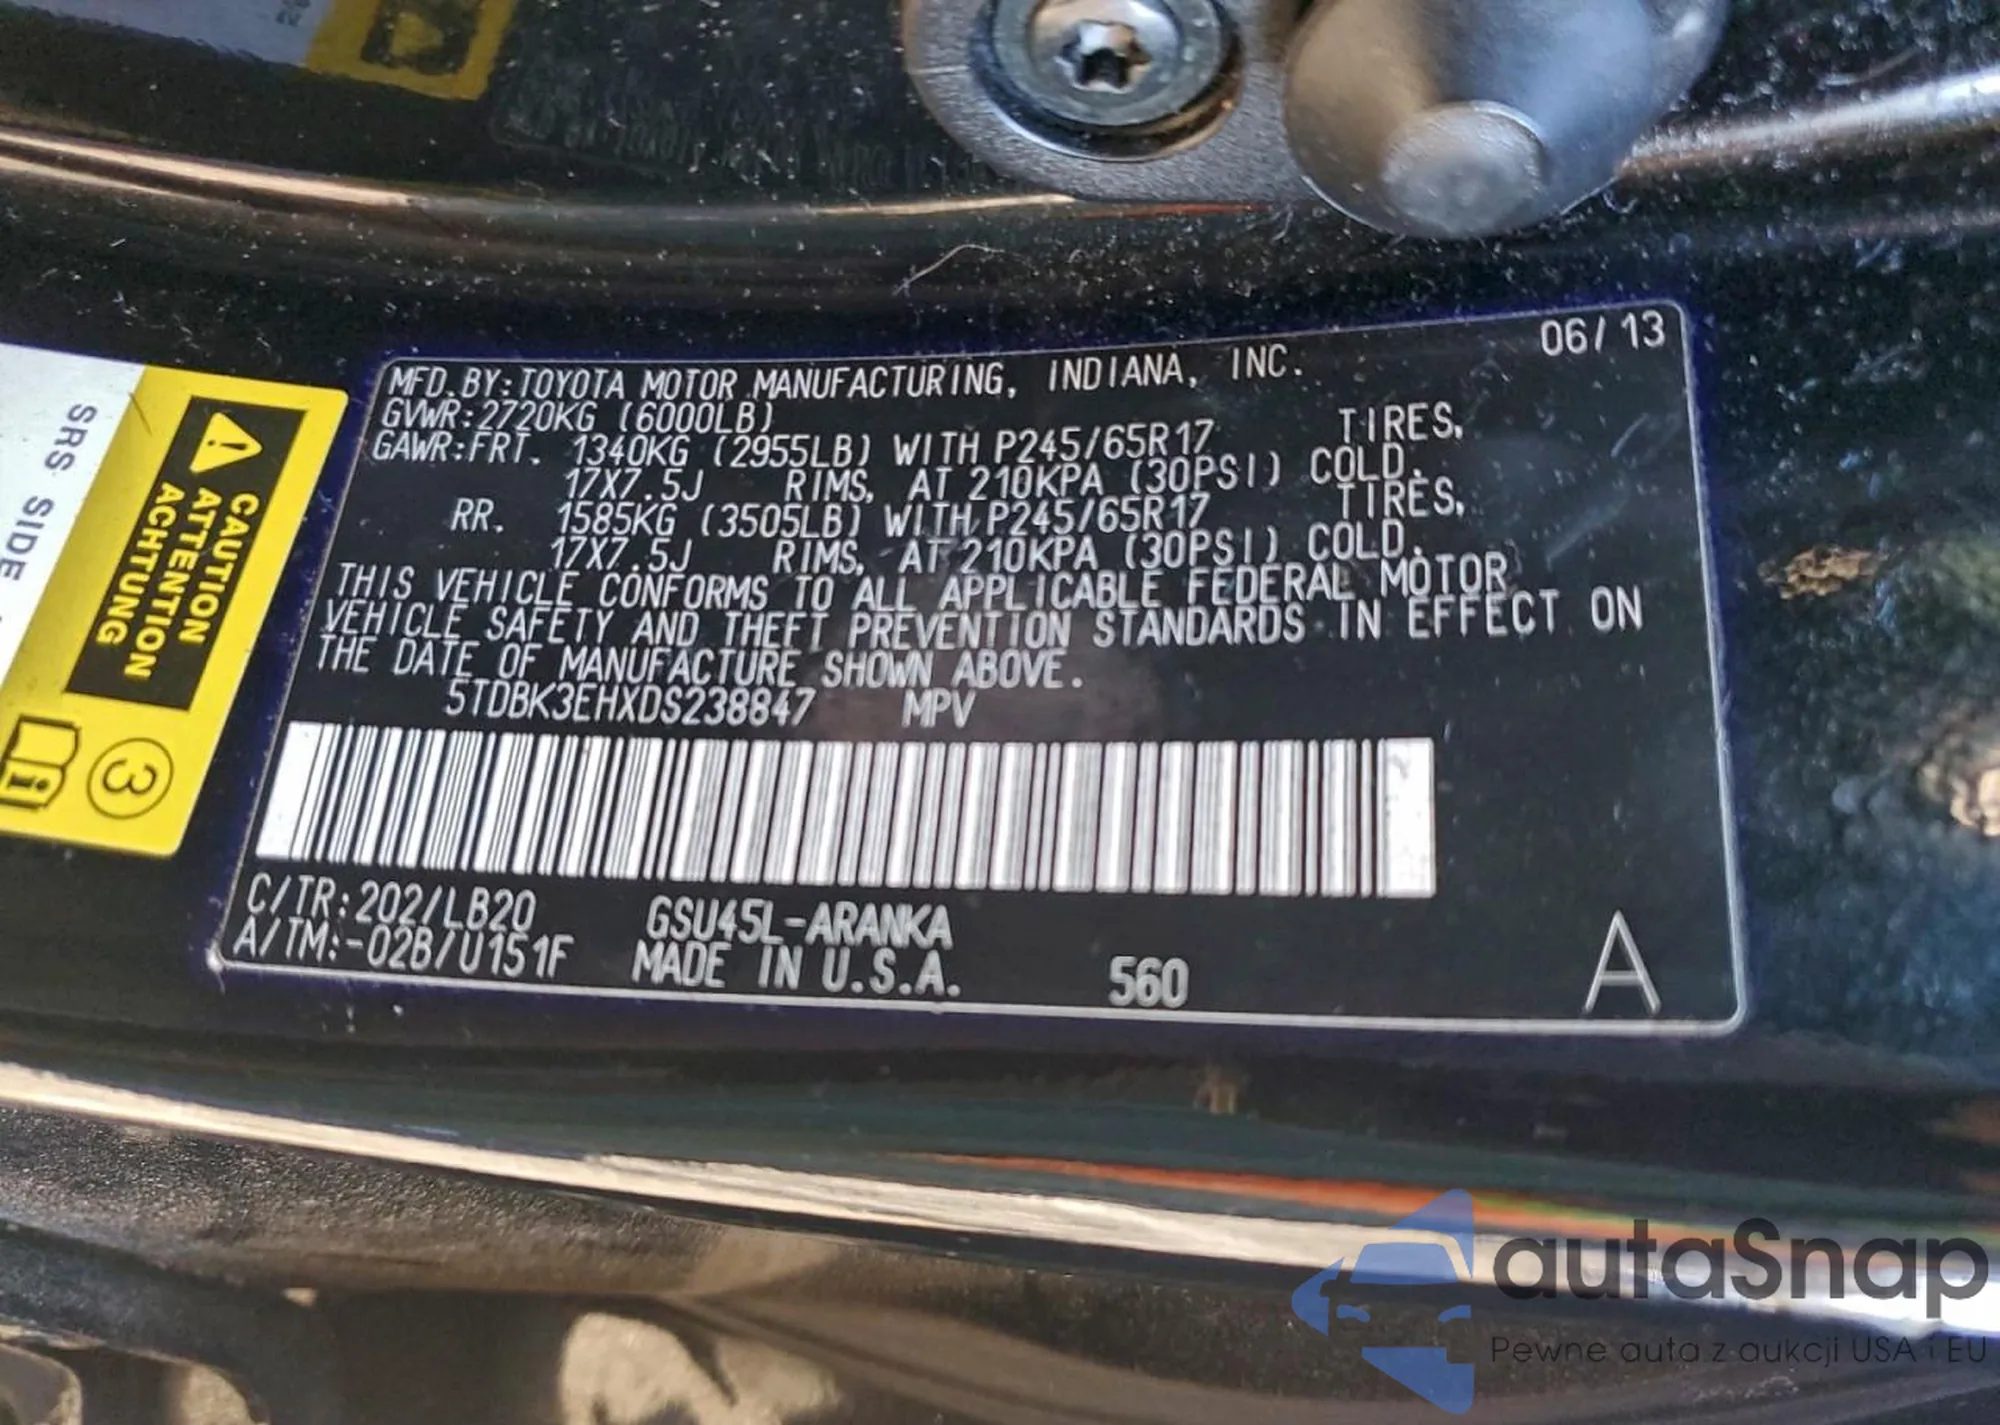 06/13
MFD.BY:TOYOTA MOTOR MANUFACTURING, INDIANA, INC.
GVWR:2720KG (6000LB)
GAWR:FRT. 1340KG (2955LB) WITH P245/65R17 TIRES,
17X7.5J RIMS, AT 210KPA (30PSI) COLD.
RR. 1585KG (3505LB) WITH P245/65R17 TIRES,
17X7.5J RIMS, AT 210KPA (30PSI) COLD.
THIS VEHICLE CONFORMS TO ALL APPLICABLE FEDERAL MOTOR
VEHICLE SAFETY AND THEFT PREVENTION STANDARDS IN EFFECT ON
THE DATE OF MANUFACTURE SHOWN ABOVE.
5TDBK3EHXDS238847 MPV
C/TR:202/LB20 GSU45L-ARANKA
A/TM:-02B/U151F MADE IN U.S.A. 560 A
SRS SIDE
CAUTION
ATTENTION
ACHTUNG
3
autaSnap
Pewne auta z aukcji USA i EU